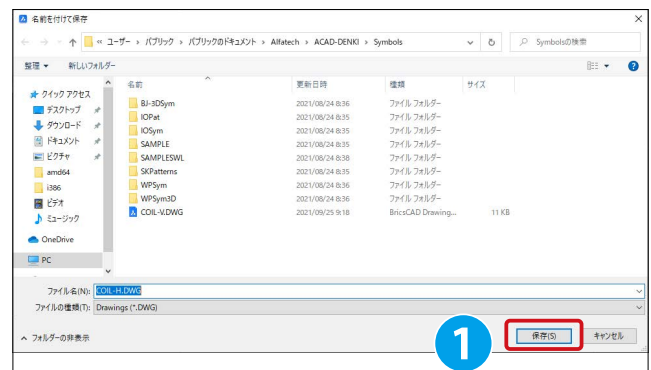 名前を付けて保存
« ユーザー › パブリック › パブリックのドキュメント › Alfatech › ACAD-DENKI › Symbols
Symbolsの検索
整理 新しいフォルダー
名前 更新日時 種類 サイズ
クイック アクセス
デスクトップ
ダウンロード
ドキュメント
ピクチャ
amd64
i386
ビデオ
ミュージック
OneDrive
PC
BJ-3DSym 2021/08/24 8:36 ファイル フォルダー
IOPat 2021/08/24 8:35 ファイル フォルダー
IOSym 2021/08/24 8:35 ファイル フォルダー
SAMPLE 2021/08/24 8:35 ファイル フォルダー
SAMPLESWL 2021/08/24 8:38 ファイル フォルダー
SKPatterns 2021/08/24 8:35 ファイル フォルダー
WPSym 2021/08/24 8:36 ファイル フォルダー
WPSym3D 2021/08/24 8:36 ファイル フォルダー
COIL-V.DWG 2021/09/25 9:18 BricsCAD Drawing... 11 KB
ファイル名(N): COIL-H.DWG
ファイルの種類(T): Drawings (*.DWG)
フォルダーの非表示
1
保存(S) キャンセル